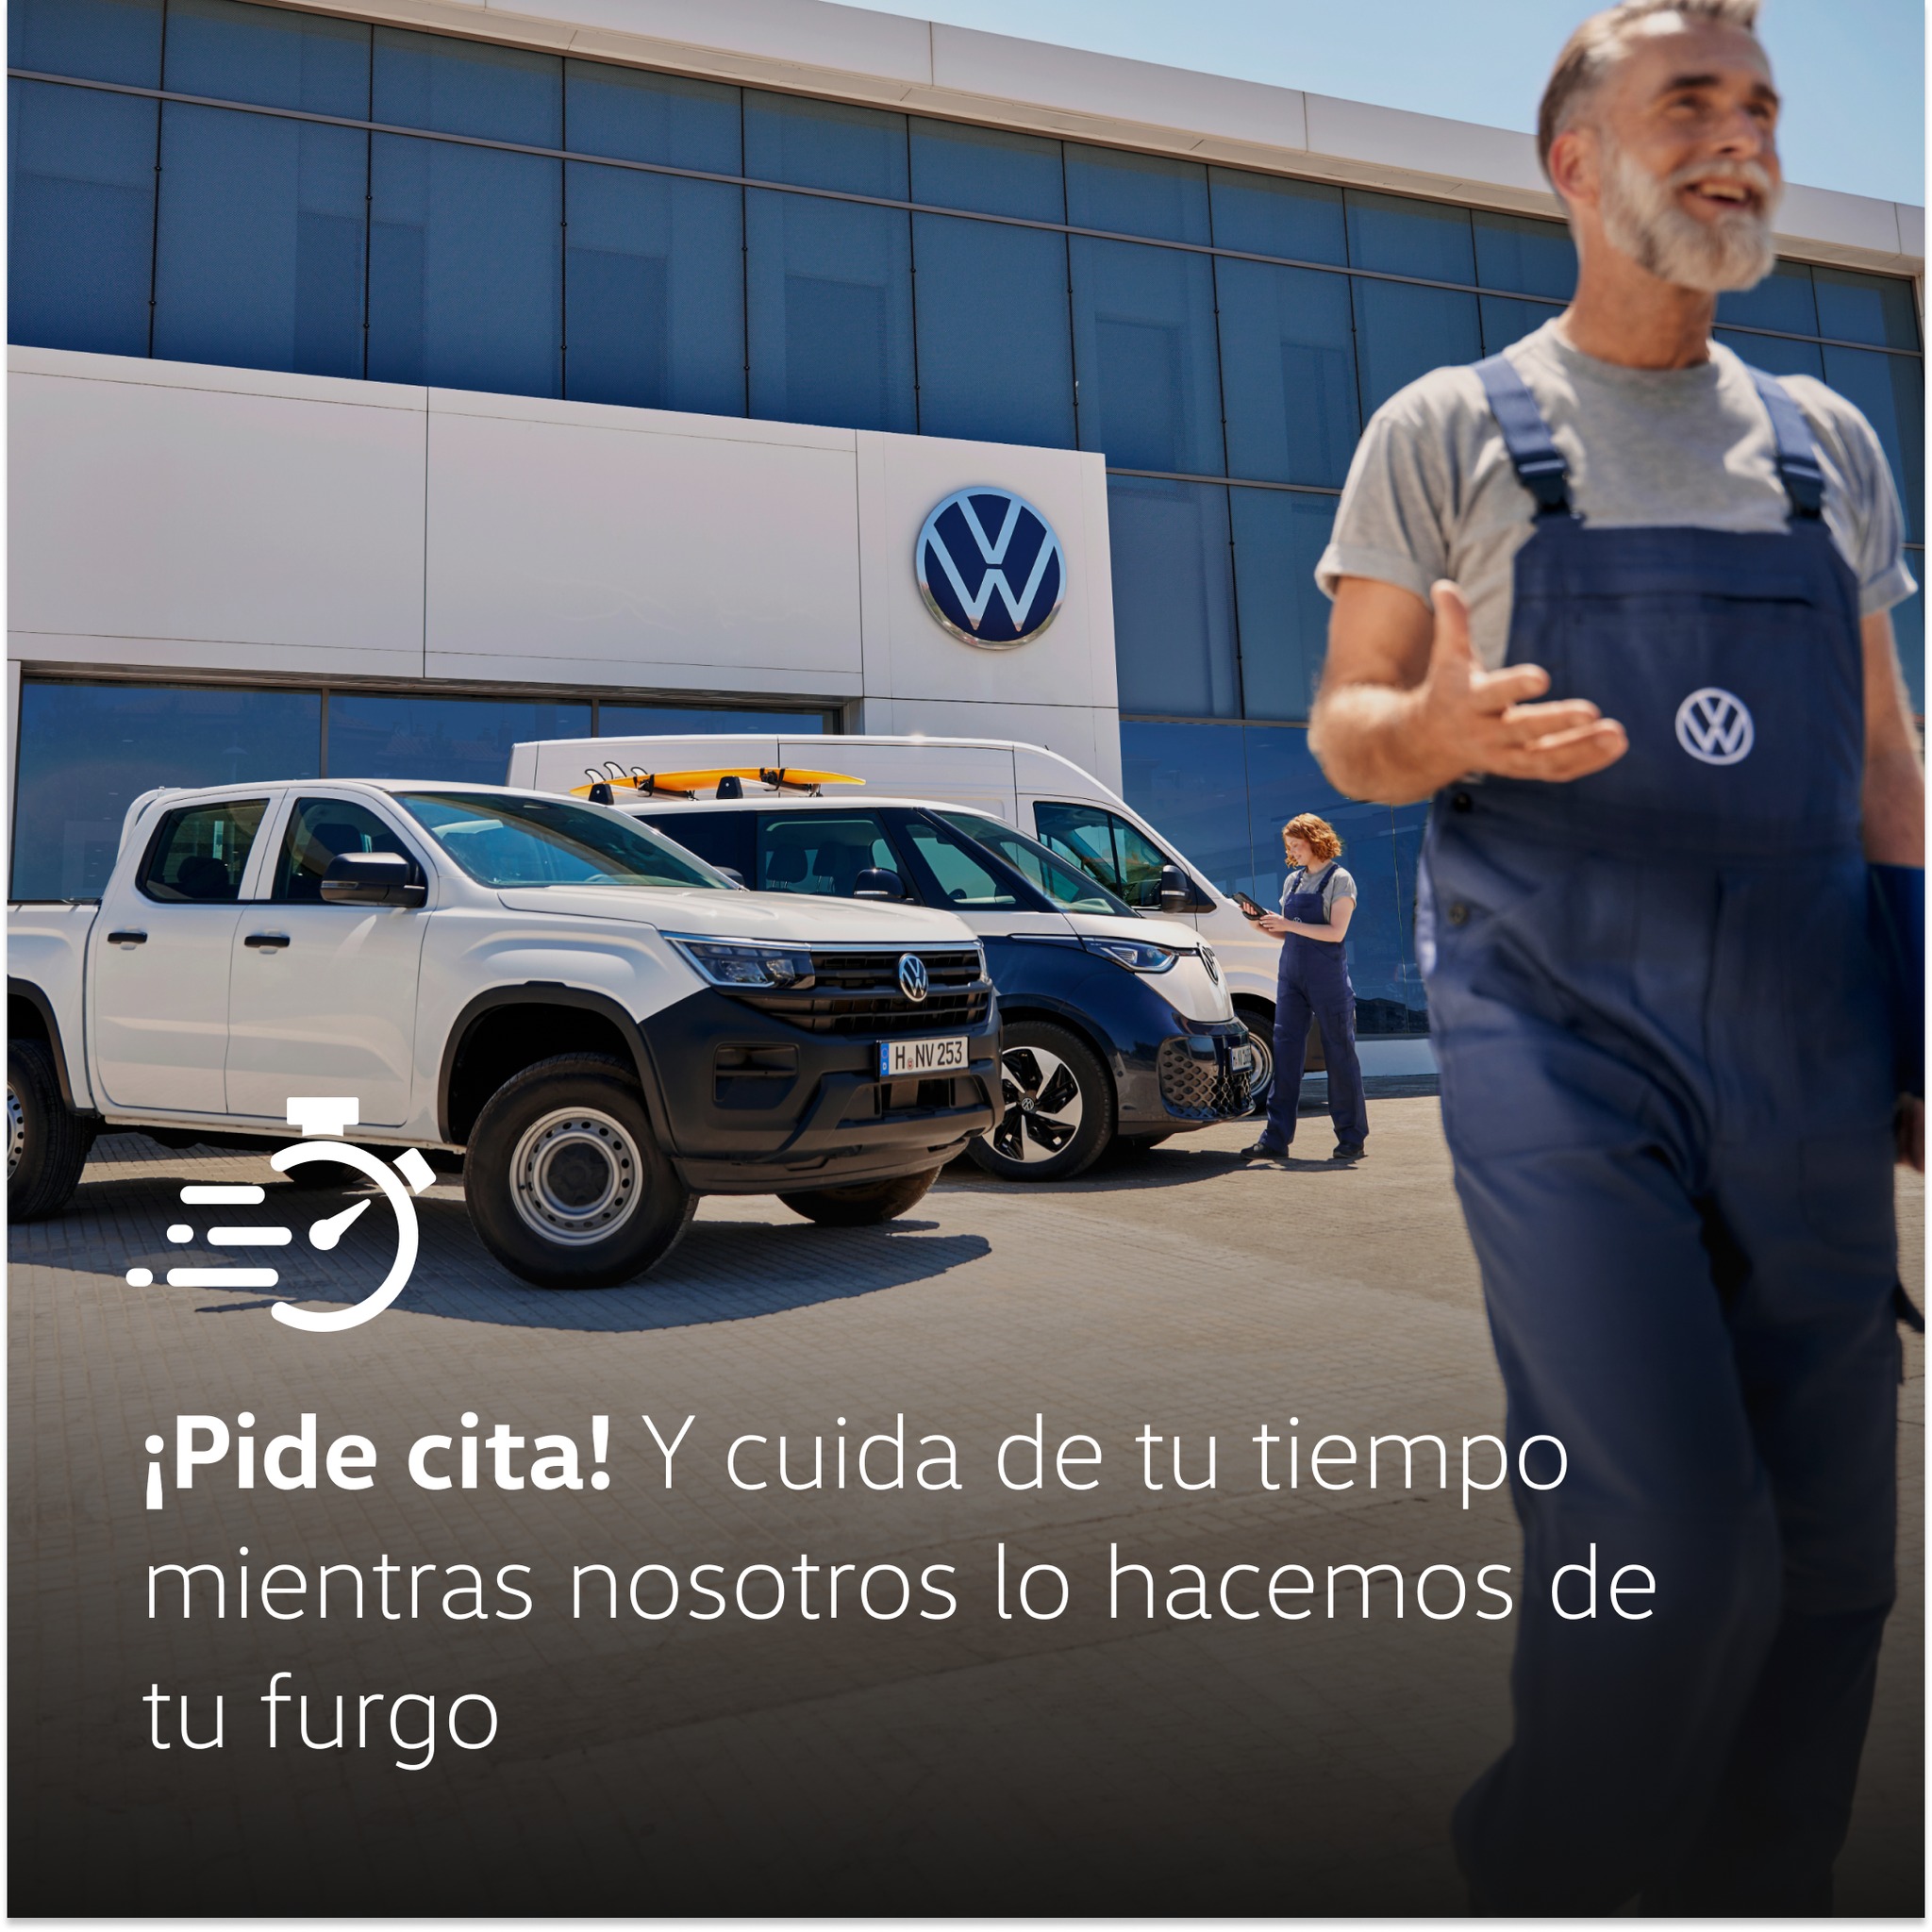 H NV 253
¡Pide cita! Y cuida de tu tiempo
mientras nosotros lo hacemos de
tu furgo